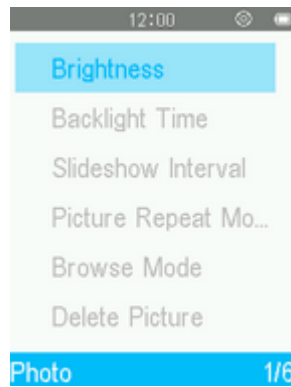 12:00
Brightness
Backlight Time
Slideshow Interval
Picture Repeat Mo...
Browse Mode
Delete Picture
Photo 1/6